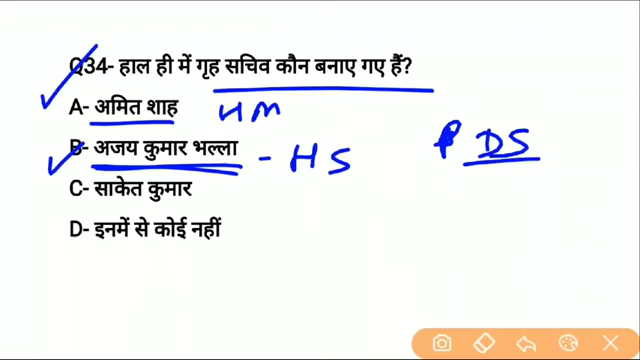 Q34- हाल ही में गृह सचिव कौन बनाए गए हैं?
A- अमित शाह HM
B- अजय कुमार भल्ला - HS DS
C- साकेत कुमार
D- इनमें से कोई नहीं